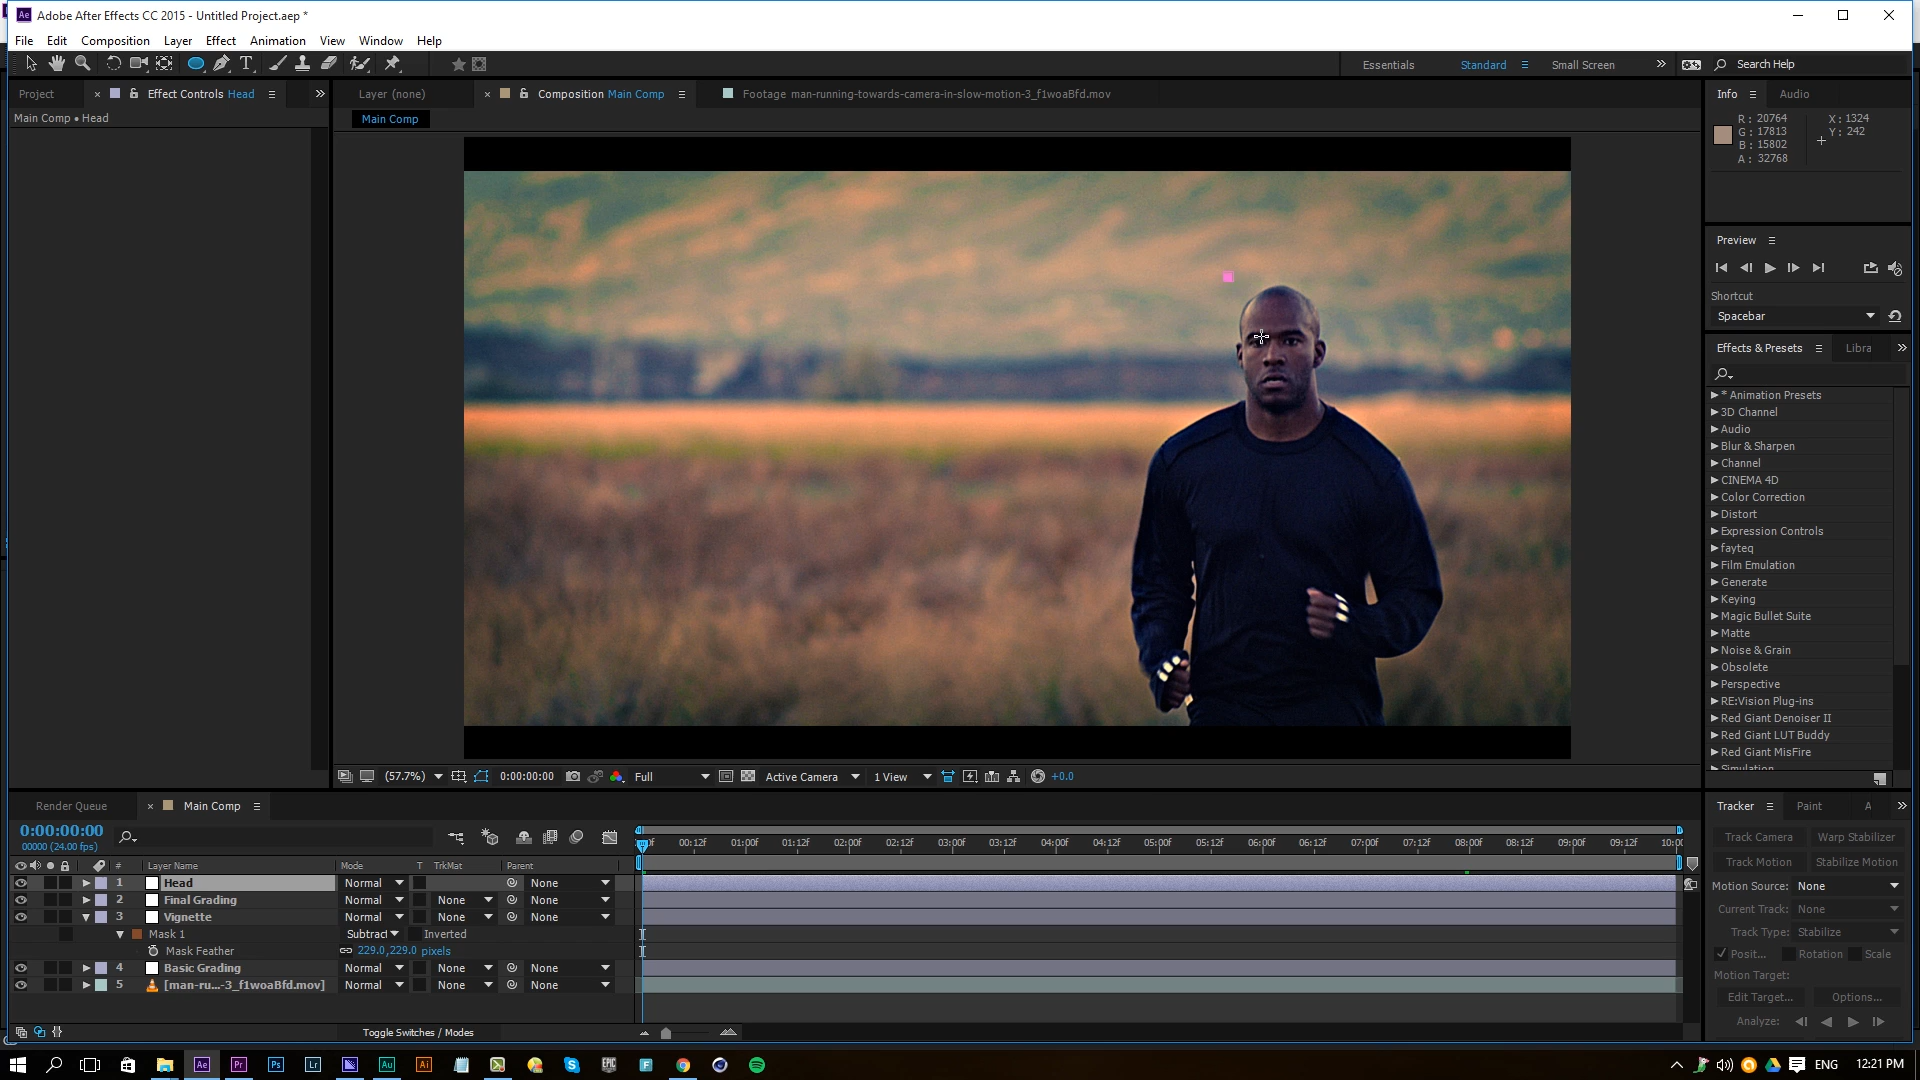 Adobe After Effects CC 2015 - Untitled Project.aep *
File Edit Composition Layer Effect Animation View Window Help
Essentials Standard Small Screen Search Help
Project Effect Controls Head Layer (none) Composition Main Comp Footage man-running-towards-camera-in-slow-motion-3_f1woaBfd.mov Info Audio
Main Comp • Head Main Comp
R: 20764 X: 1324
G: 17813 Y: 242
B: 15802
A: 32768
Preview
Shortcut
Spacebar
Effects & Presets Libra
* Animation Presets
3D Channel
Audio
Blur & Sharpen
Channel
CINEMA 4D
Color Correction
Distort
Expression Controls
fayteq
Film Emulation
Generate
Keying
Magic Bullet Suite
Matte
Noise & Grain
Obsolete
Perspective
RE:Vision Plug-ins
Red Giant Denoiser II
Red Giant LUT Buddy
Red Giant MisFire
Simulation
(57.7%) 0:00:00:00 Full Active Camera 1 View +0.0
Render Queue Main Comp
0:00:00:00
00000 (24.00 fps)
00:12f 01:00f 01:12f 02:00f 02:12f 03:00f 03:12f 04:00f 04:12f 05:00f 05:12f 06:00f 06:12f 07:00f 07:12f 08:00f 08:12f 09:00f 09:12f 10:00
# Layer Name Mode T TrkMat Parent
1 Head Normal None
2 Final Grading Normal None None
3 Vignette Normal None None
Mask 1 Subtract Inverted
Mask Feather 229.0,229.0 pixels
4 Basic Grading Normal None None
5 [man-ru...-3_f1woaBfd.mov] Normal None None
Toggle Switches / Modes
Tracker Paint A
Track Camera Warp Stabilizer
Track Motion Stabilize Motion
Motion Source: None
Current Track: None
Track Type: Stabilize
Posit... Rotation Scale
Motion Target:
Edit Target... Options...
Analyze:
Ae Pr Ps Lr Au Ai EPIC F ENG 12:21 PM